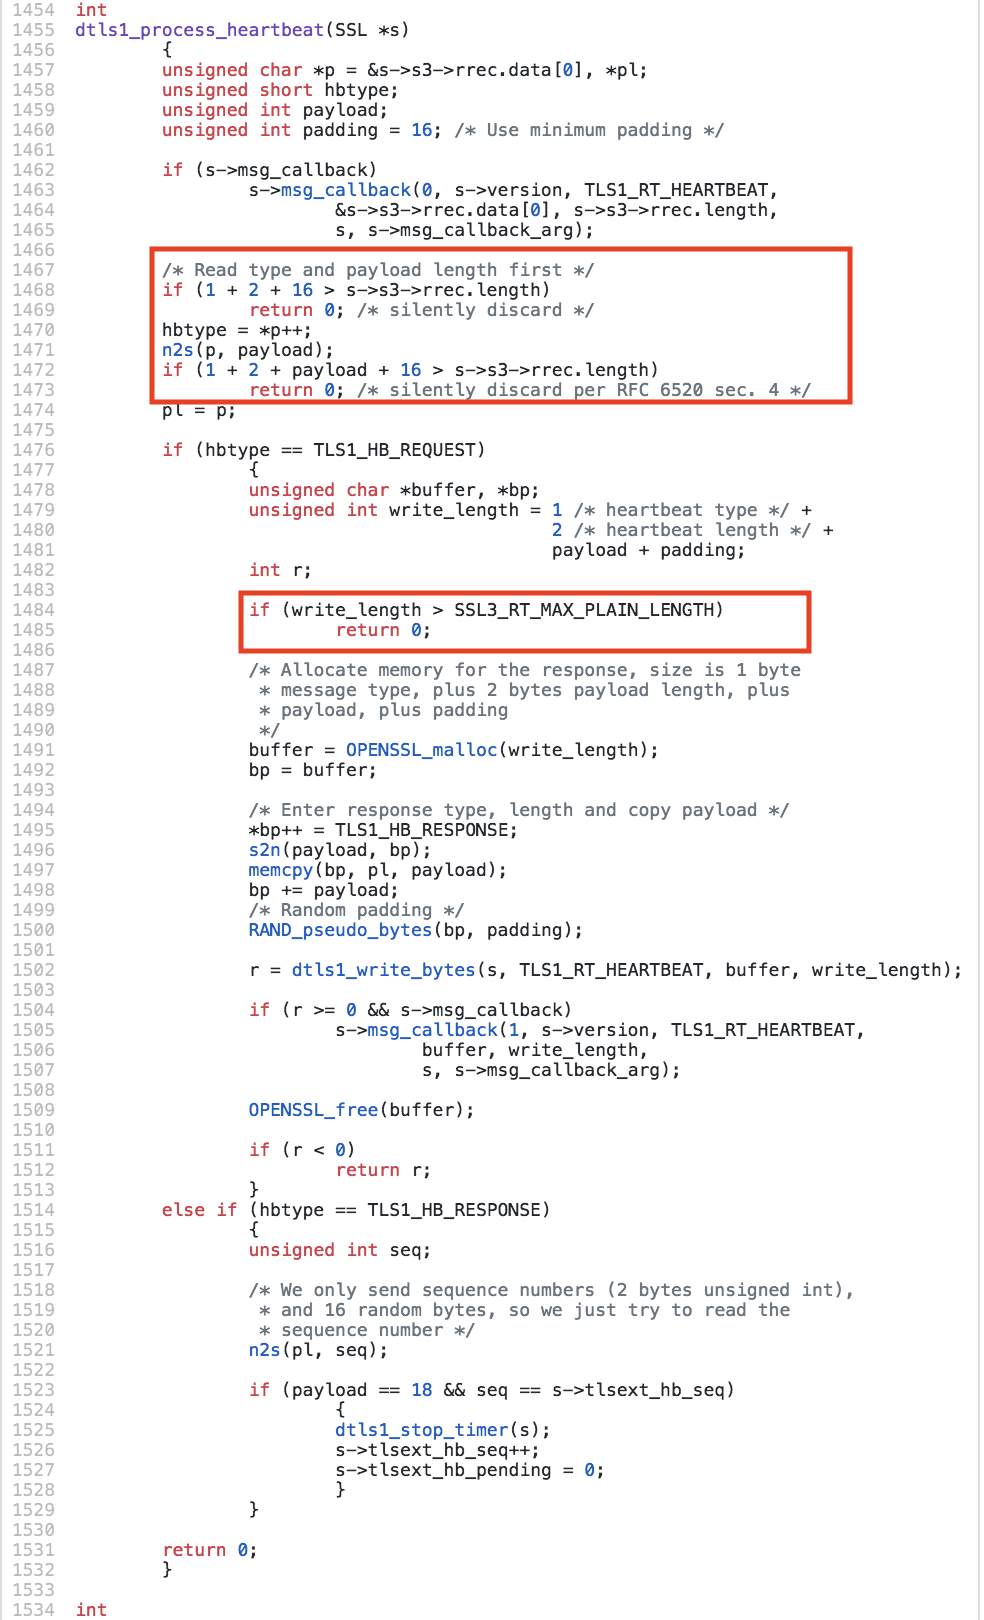 1454 int
1455 dtls1_process_heartbeat(SSL *s)
1456         {
1457         unsigned char *p = &s->s3->rrec.data[0], *pl;
1458         unsigned short hbtype;
1459         unsigned int payload;
1460         unsigned int padding = 16; /* Use minimum padding */
1461
1462         if (s->msg_callback)
1463                 s->msg_callback(0, s->version, TLS1_RT_HEARTBEAT,
1464                         &s->s3->rrec.data[0], s->s3->rrec.length,
1465                         s, s->msg_callback_arg);
1466
1467         /* Read type and payload length first */
1468         if (1 + 2 + 16 > s->s3->rrec.length)
1469                 return 0; /* silently discard */
1470         hbtype = *p++;
1471         n2s(p, payload);
1472         if (1 + 2 + payload + 16 > s->s3->rrec.length)
1473                 return 0; /* silently discard per RFC 6520 sec. 4 */
1474         pl = p;
1475
1476         if (hbtype == TLS1_HB_REQUEST)
1477                 {
1478                 unsigned char *buffer, *bp;
1479                 unsigned int write_length = 1 /* heartbeat type */ +
1480                                             2 /* heartbeat length */ +
1481                                             payload + padding;
1482                 int r;
1483
1484                 if (write_length > SSL3_RT_MAX_PLAIN_LENGTH)
1485                         return 0;
1486
1487                 /* Allocate memory for the response, size is 1 byte
1488                  * message type, plus 2 bytes payload length, plus
1489                  * payload, plus padding
1490                  */
1491                 buffer = OPENSSL_malloc(write_length);
1492                 bp = buffer;
1493
1494                 /* Enter response type, length and copy payload */
1495                 *bp++ = TLS1_HB_RESPONSE;
1496                 s2n(payload, bp);
1497                 memcpy(bp, pl, payload);
1498                 bp += payload;
1499                 /* Random padding */
1500                 RAND_pseudo_bytes(bp, padding);
1501
1502                 r = dtls1_write_bytes(s, TLS1_RT_HEARTBEAT, buffer, write_length);
1503
1504                 if (r >= 0 && s->msg_callback)
1505                         s->msg_callback(1, s->version, TLS1_RT_HEARTBEAT,
1506                                 buffer, write_length,
1507                                 s, s->msg_callback_arg);
1508
1509                 OPENSSL_free(buffer);
1510
1511                 if (r < 0)
1512                         return r;
1513                 }
1514         else if (hbtype == TLS1_HB_RESPONSE)
1515                 {
1516                 unsigned int seq;
1517
1518                 /* We only send sequence numbers (2 bytes unsigned int),
1519                  * and 16 random bytes, so we just try to read the
1520                  * sequence number */
1521                 n2s(pl, seq);
1522
1523                 if (payload == 18 && seq == s->tlsext_hb_seq)
1524                         {
1525                         dtls1_stop_timer(s);
1526                         s->tlsext_hb_seq++;
1527                         s->tlsext_hb_pending = 0;
1528                         }
1529                 }
1530
1531         return 0;
1532         }
1533
1534 int